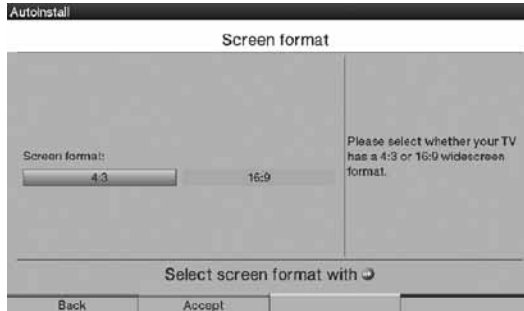 AutoInstall
Screen format
Please select whether your TV
has a 4:3 or 16:9 widescreen
format.
Screen format:
4:3 16:9
Select screen format with
Back Accept